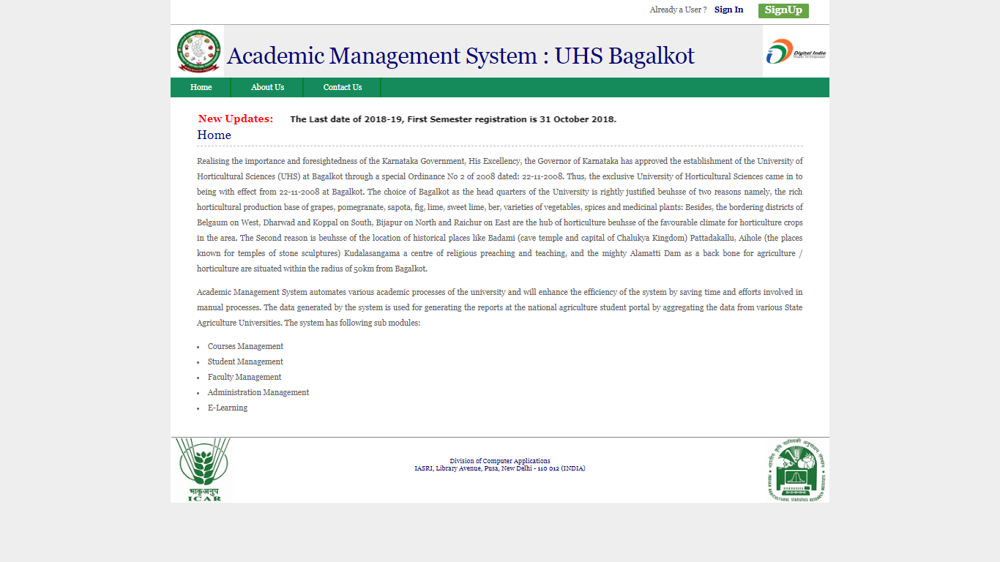 Already a User ? Sign In SignUp
Academic Management System : UHS Bagalkot
Digital India
Power To Empower
Home About Us Contact Us
New Updates: The Last date of 2018-19, First Semester registration is 31 October 2018.
Home
Realising the importance and foresightedness of the Karnataka Government, His Excellency, the Governor of Karnataka has approved the establishment of the University of
Horticultural Sciences (UHS) at Bagalkot through a special Ordinance No 2 of 2008 dated: 22-11-2008. Thus, the exclusive University of Horticultural Sciences came in to
being with effect from 22-11-2008 at Bagalkot. The choice of Bagalkot as the head quarters of the University is rightly justified beuhsse of two reasons namely, the rich
horticultural production base of grapes, pomegranate, sapota, fig, lime, sweet lime, ber, varieties of vegetables, spices and medicinal plants: Besides, the bordering districts of
Belgaum on West, Dharwad and Koppal on South, Bijapur on North and Raichur on East are the hub of horticulture beuhsse of the favourable climate for horticulture crops
in the area. The Second reason is beuhsse of the location of historical places like Badami (cave temple and capital of Chalukya Kingdom) Pattadakallu, Aihole (the places
known for temples of stone sculptures) Kudalasangama a centre of religious preaching and teaching, and the mighty Alamatti Dam as a back bone for agriculture /
horticulture are situated within the radius of 50km from Bagalkot.
Academic Management System automates various academic processes of the university and will enhance the efficiency of the system by saving time and efforts involved in
manual processes. The data generated by the system is used for generating the reports at the national agriculture student portal by aggregating the data from various State
Agriculture Universities. The system has following sub modules:
• Courses Management
• Student Management
• Faculty Management
• Administration Management
• E-Learning
भाकृअनुप
ICAR
Division of Computer Applications
IASRI, Library Avenue, Pusa, New Delhi - 110 012 (INDIA)
भारतीय कृषि सांख्यिकी अनुसंधान संस्थान
INDIAN AGRICULTURAL STATISTICS RESEARCH INSTITUTE